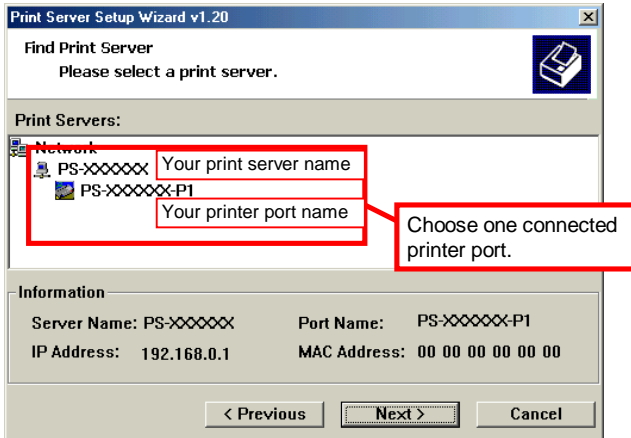 Print Server Setup Wizard v1.20
Find Print Server
Please select a print server.
Print Servers:
Network
PS-XXXXXX
Your print server name
PS-XXXXXX-P1
Your printer port name
Choose one connected
printer port.
Information
Server Name: PS-XXXXXX
Port Name: PS-XXXXXX-P1
IP Address: 192.168.0.1
MAC Address: 00 00 00 00 00 00
< Previous
Next >
Cancel